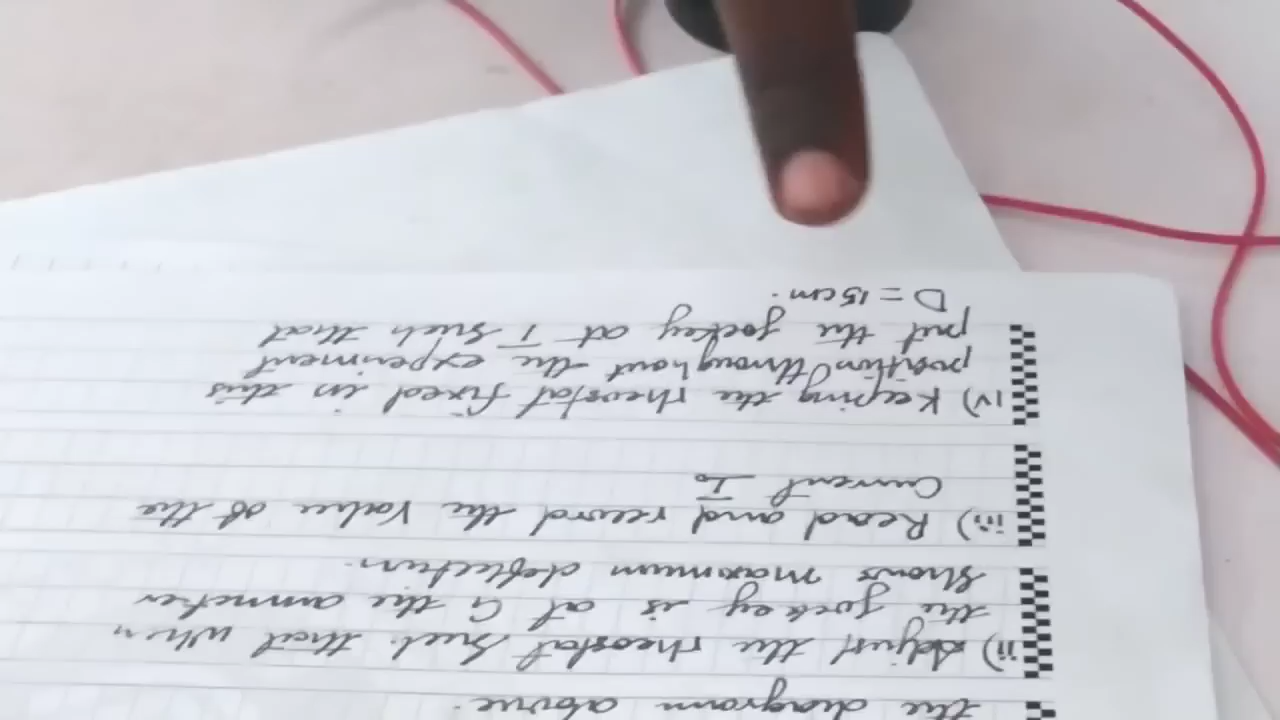 the diagram above.
ii) Adjust the rheostat such that when
the jockey is at G the ammeter
shows maximum deflection.
iii) Read and record the value of the
current I₀
iv) Keeping the rheostat fixed in this
position throughout the experiment
put the jockey at T such that
D = 15cm.